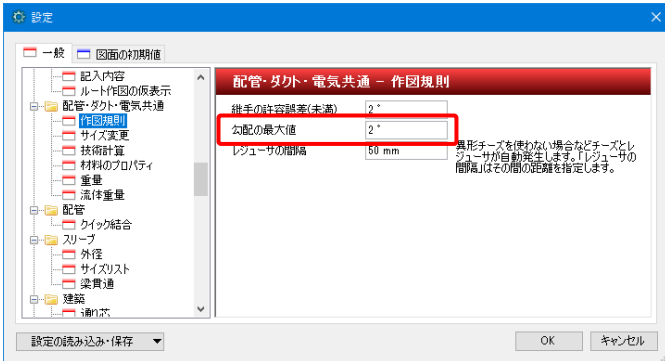 設定
一般
図面の初期値
記入内容
ルート作図の仮表示
配管・ダクト・電気共通
作図規則
サイズ変更
技術計算
材料のプロパティ
重量
流体重量
配管
クイック結合
スリーブ
外径
サイズリスト
梁貫通
建築
通り芯
配管・ダクト・電気共通 - 作図規則
継手の許容誤差(未満)
2 °
勾配の最大値
2 °
レジューサの間隔
50 mm
異形チーズを使わない場合などチーズとレ
ジューサが自動発生します。「レジューサの
間隔」はその間の距離を指定します。
設定の読み込み・保存
OK
キャンセル